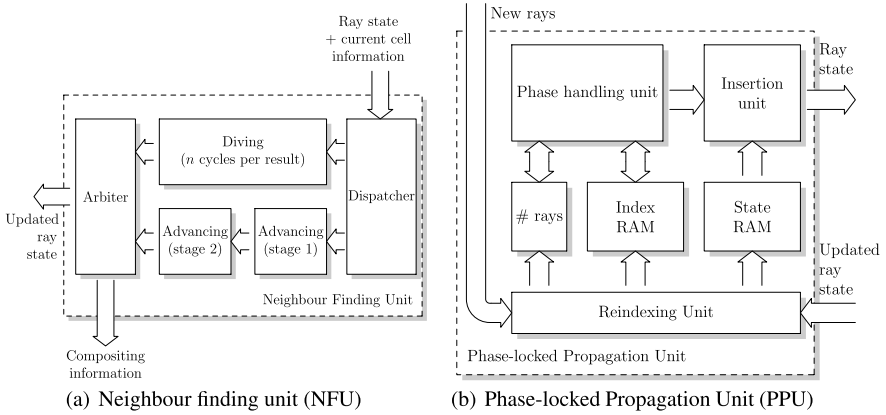 Ray state
+ current cell
information
Diving
(n cycles per result)
Arbiter
Dispatcher
Updated
ray
state
Advancing
(stage 2)
Advancing
(stage 1)
Neighbour Finding Unit
Compositing
information
(a) Neighbour finding unit (NFU)
New rays
Phase handling unit
Insertion
unit
Ray
state
# rays
Index
RAM
State
RAM
Updated
ray
state
Reindexing Unit
Phase-locked Propagation Unit
(b) Phase-locked Propagation Unit (PPU)